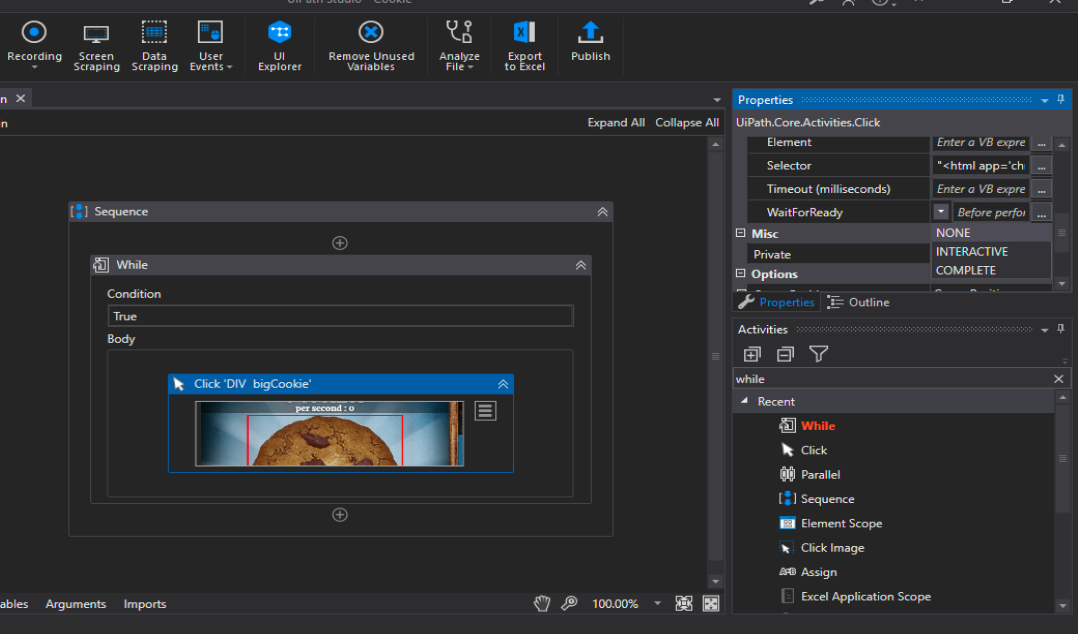 UiPath Studio - Cookie
Recording
Screen Scraping
Data Scraping
User Events
UI Explorer
Remove Unused Variables
Analyze File
Export to Excel
Publish
n
n
Expand All Collapse All
Sequence
While
Condition
True
Body
Click 'DIV bigCookie'
per second : 0
ables Arguments Imports
100.00%
Properties
UiPath.Core.Activities.Click
Element Enter a VB expre ...
Selector "<html app='ch ...
Timeout (milliseconds) Enter a VB expre ...
WaitForReady Before perfor ...
NONE
INTERACTIVE
COMPLETE
Misc
Private
Options
Properties Outline
Activities
while
Recent
While
Click
Parallel
Sequence
Element Scope
Click Image
Assign
Excel Application Scope